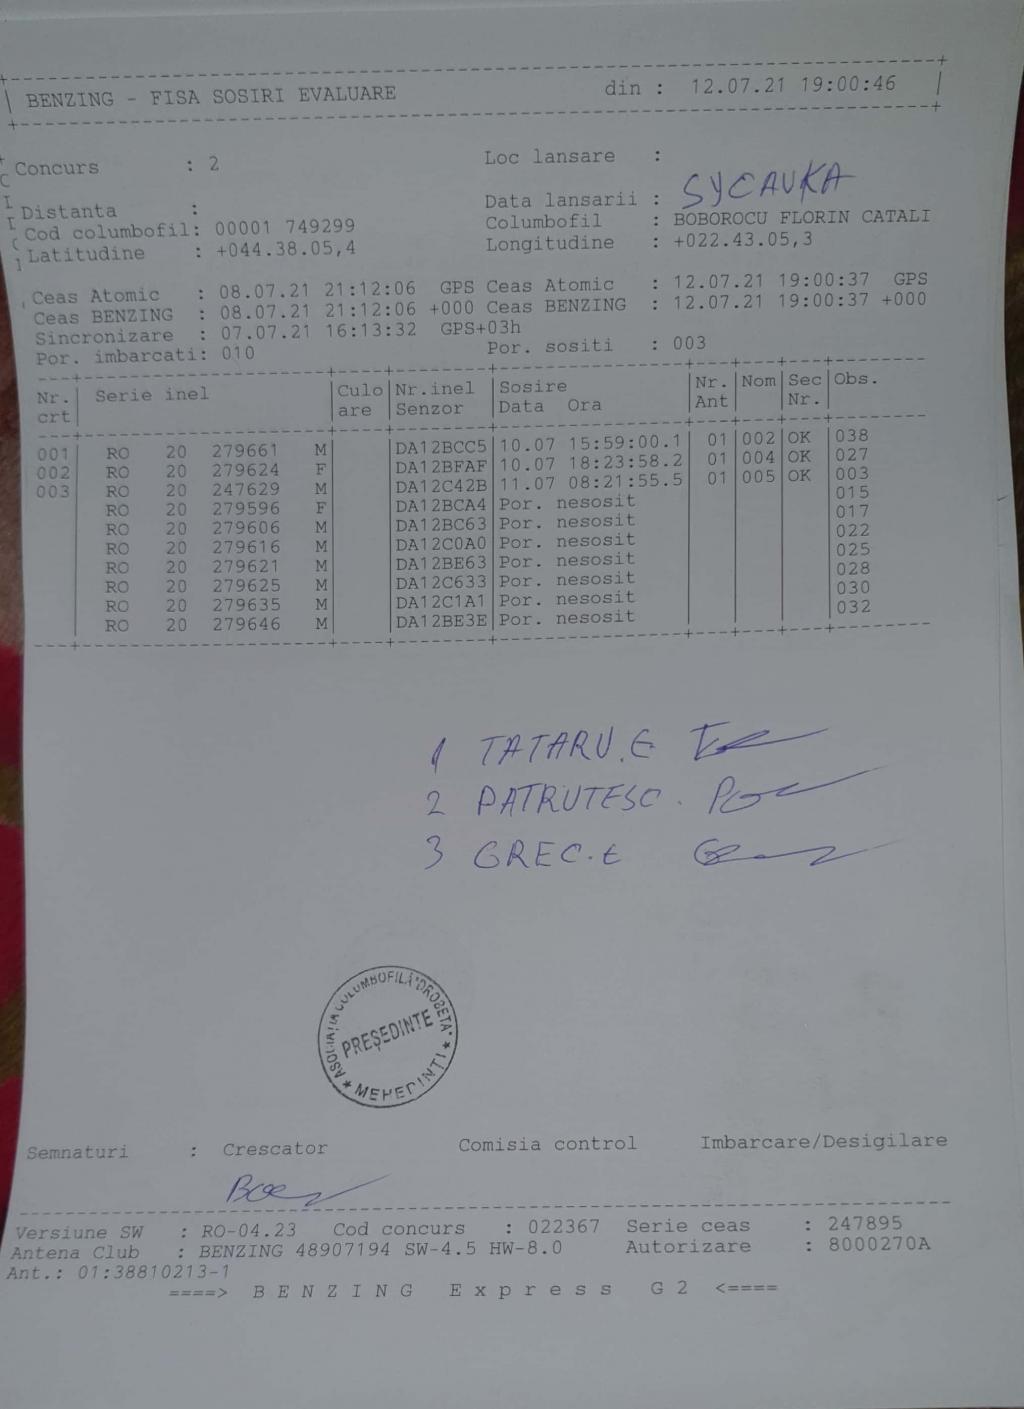 BENZING - FISA SOSIRI EVALUARE din : 12.07.21 19:00:46
Concurs : 2 Loc lansare :
SYCAVKA
Distanta : Data lansarii :
Cod columbofil: 00001 749299 Columbofil : BOBOROCU FLORIN CATALI
Latitudine : +044.38.05,4 Longitudine : +022.43.05,3
Ceas Atomic : 08.07.21 21:12:06 GPS Ceas Atomic : 12.07.21 19:00:37 GPS
Ceas BENZING : 08.07.21 21:12:06 +000 Ceas BENZING : 12.07.21 19:00:37 +000
Sincronizare : 07.07.21 16:13:32 GPS+03h
Por. imbarcati: 010 Por. sositi : 003
Nr. Serie inel Culo Nr.inel Sosire Nr. Nom Sec Obs.
crt are Senzor Data Ora Ant Nr.
001 RO 20 279661 M DA12BCC5 10.07 15:59:00.1 01 002 OK 038
002 RO 20 279624 F DA12BFAF 10.07 18:23:58.2 01 004 OK 027
003 RO 20 247629 M DA12C42B 11.07 08:21:55.5 01 005 OK 003
RO 20 279596 F DA12BCA4 Por. nesosit 015
RO 20 279606 M DA12BC63 Por. nesosit 017
RO 20 279616 M DA12C0A0 Por. nesosit 022
RO 20 279621 M DA12BE63 Por. nesosit 025
RO 20 279625 M DA12C633 Por. nesosit 028
RO 20 279635 M DA12C1A1 Por. nesosit 030
RO 20 279646 M DA12BE3E Por. nesosit 032
1 TATARU.E
2 PATRUTESC.
3 GREC.E
ASOCIAȚIA COLUMBOFILĂ "DROBETA"
PREȘEDINTE
★ MEHEDINȚI ★
Semnaturi : Crescator Comisia control Imbarcare/Desigilare
Versiune SW : RO-04.23 Cod concurs : 022367 Serie ceas : 247895
Antena Club : BENZING 48907194 SW-4.5 HW-8.0 Autorizare : 8000270A
Ant.: 01:38810213-1
====> B E N Z I N G E x p r e s s G 2 <====